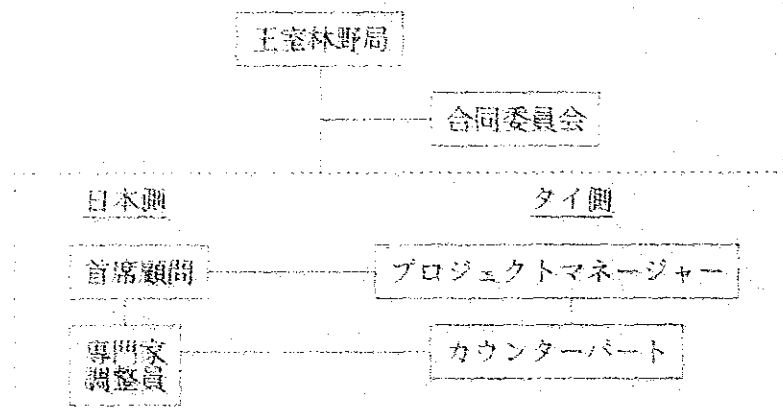 王室林野局
合同委員会
日本側
タイ側
首席顧問
プロジェクトマネージャー
専門家
調整員
カウンターパート